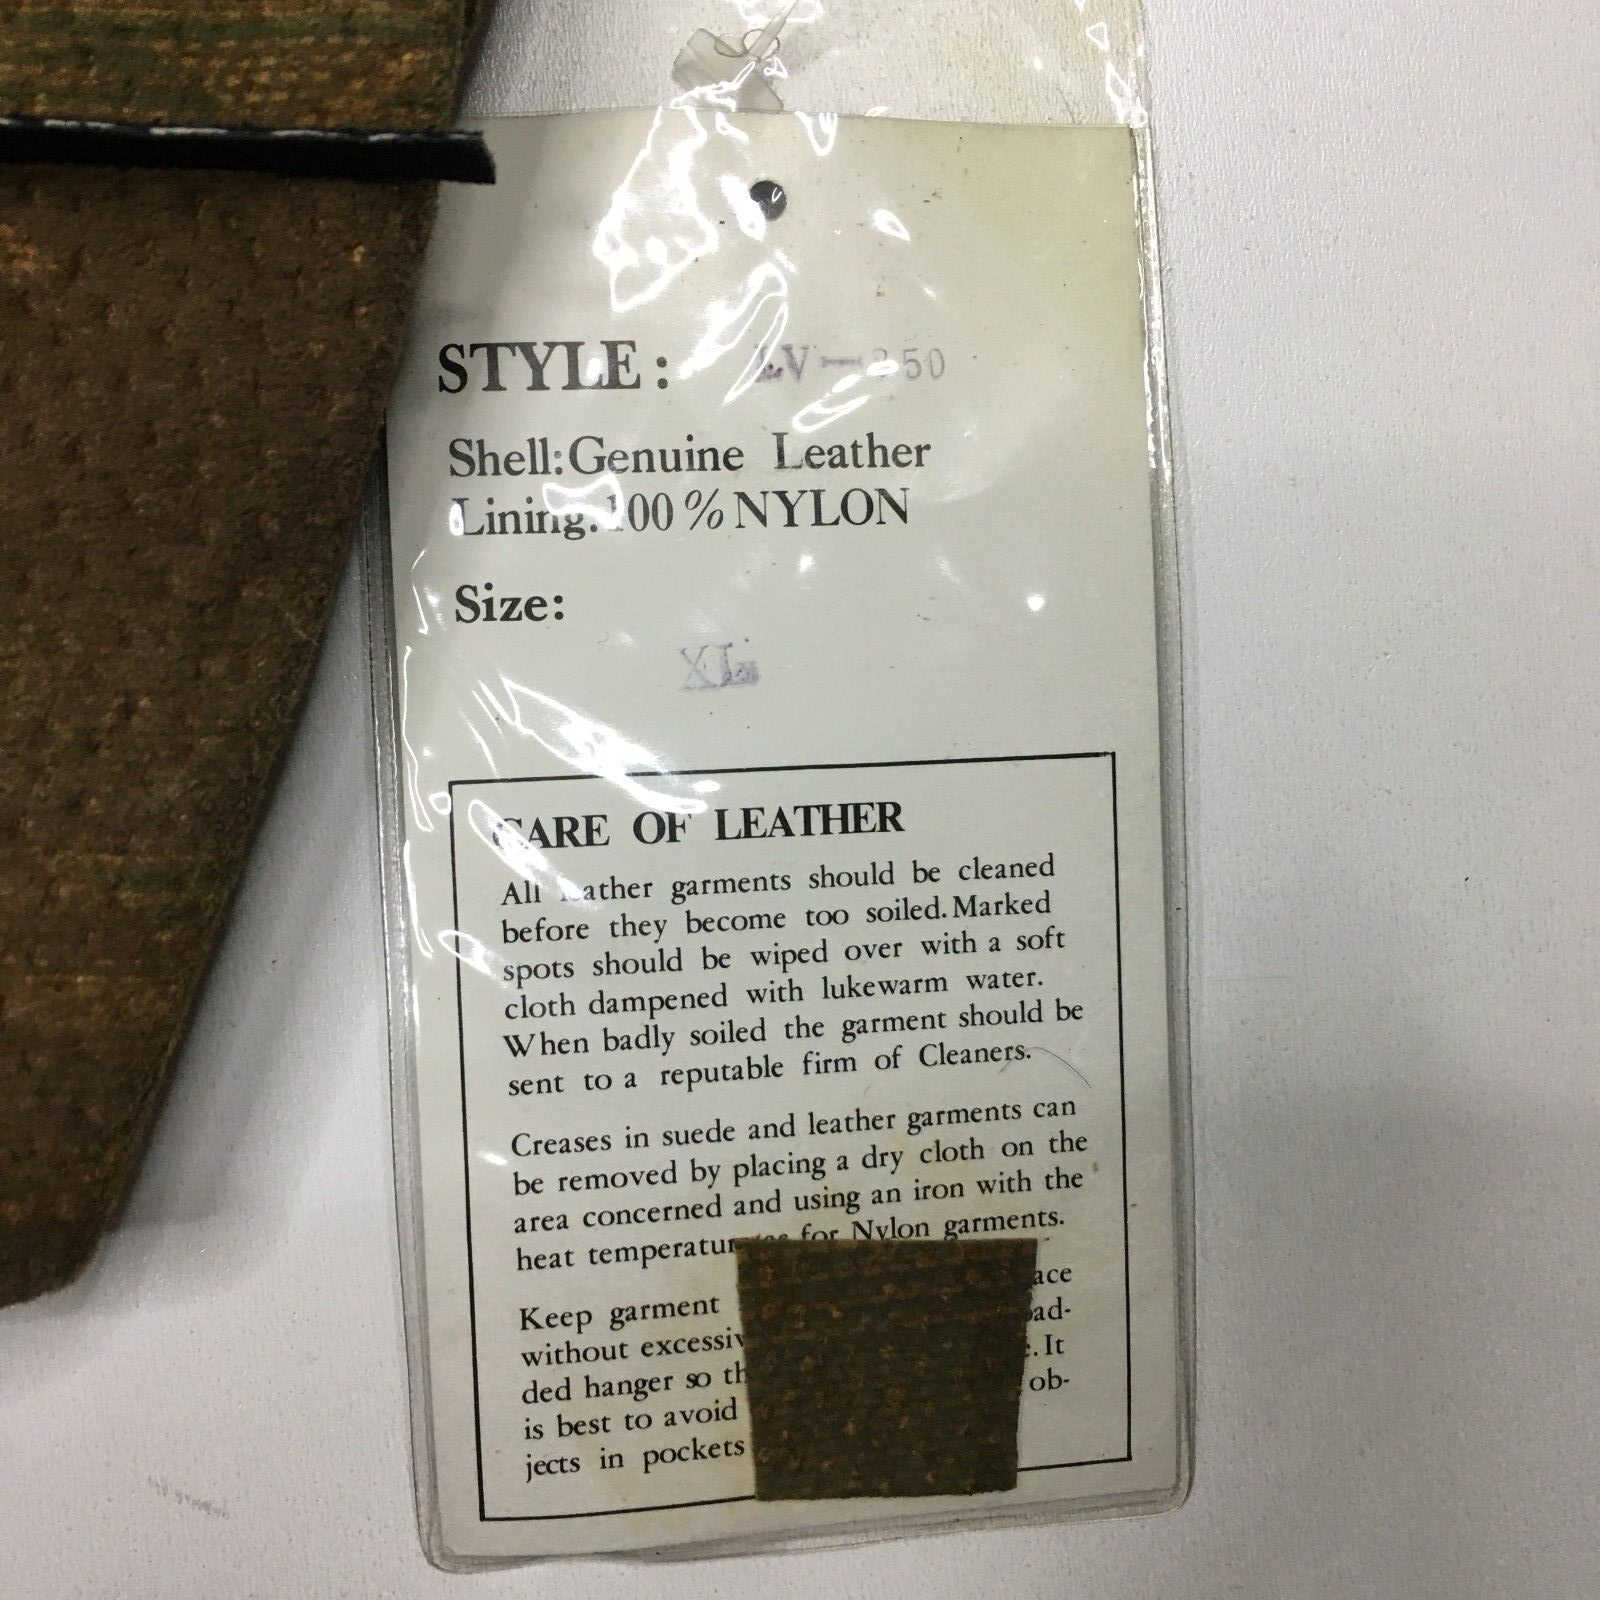 STYLE:
Shell:Genuine Leather
Lining:100%NYLON
Size:
XL
CARE OF LEATHER
All leather garments should be cleaned
before they become too soiled. Marked
spots should be wiped over with a soft
cloth dampened with lukewarm water.
When badly soiled the garment should be
sent to a reputable firm of Cleaners.
Creases in suede and leather garments can
be removed by placing a dry cloth on the
area concerned and using an iron with the
heat for Nylon garments.
Keep garment
without
ded hanger so
. It
is best to avoid
ob-
jects in pockets